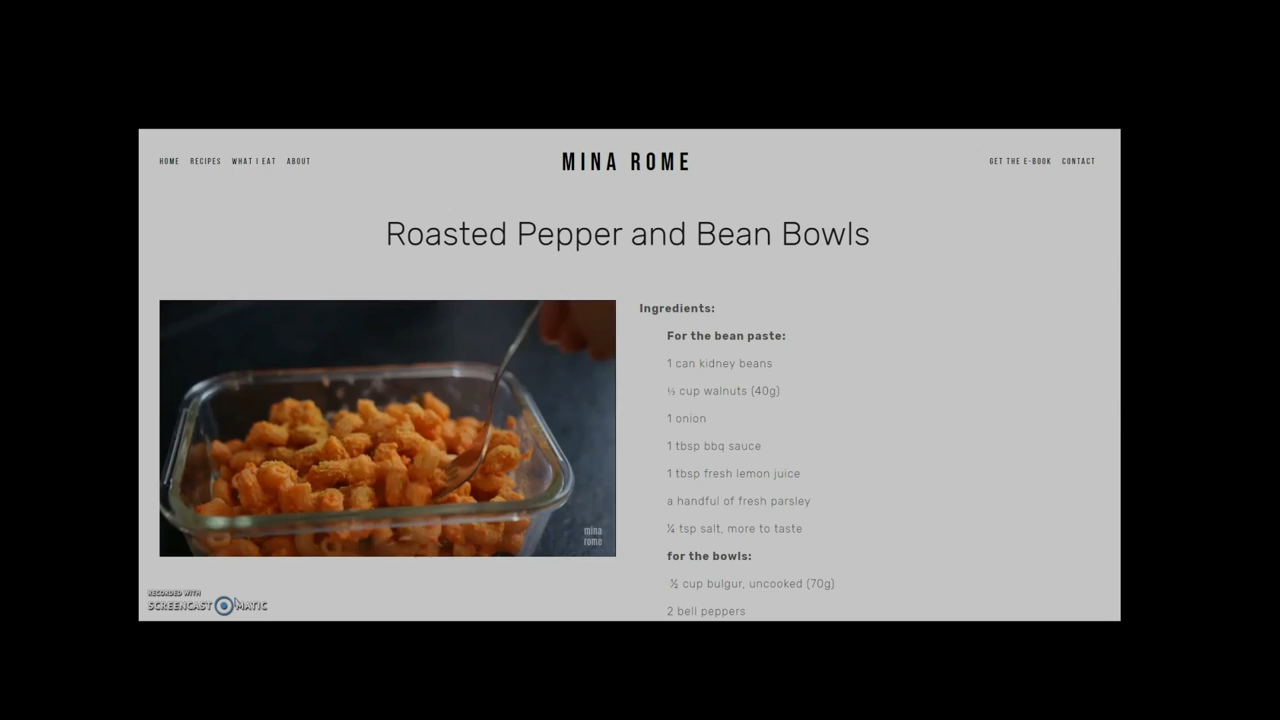 HOME RECIPES WHAT I EAT ABOUT
MINA ROME
GET THE E-BOOK CONTACT
Roasted Pepper and Bean Bowls
Ingredients:
For the bean paste:
1 can kidney beans
⅓ cup walnuts (40g)
1 onion
1 tbsp bbq sauce
1 tbsp fresh lemon juice
a handful of fresh parsley
¼ tsp salt, more to taste
for the bowls:
½ cup bulgur, uncooked (70g)
2 bell peppers
mina
rome
RECORDED WITH
SCREENCAST MATIC